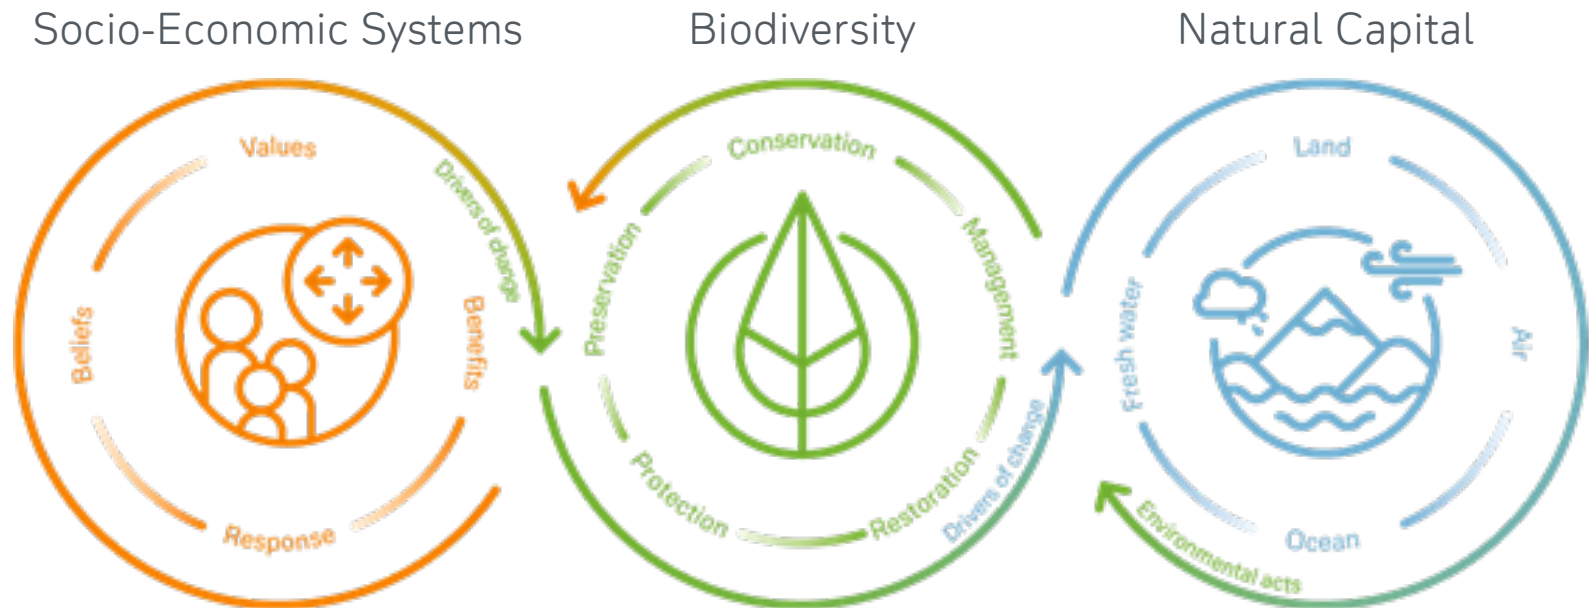 Socio-Economic Systems
Biodiversity
Natural Capital
Values
Drivers of change
Benefits
Response
Beliefs
Conservation
Management
Restoration
Protection
Preservation
Drivers of change
Land
Air
Ocean
Fresh water
Environmental acts